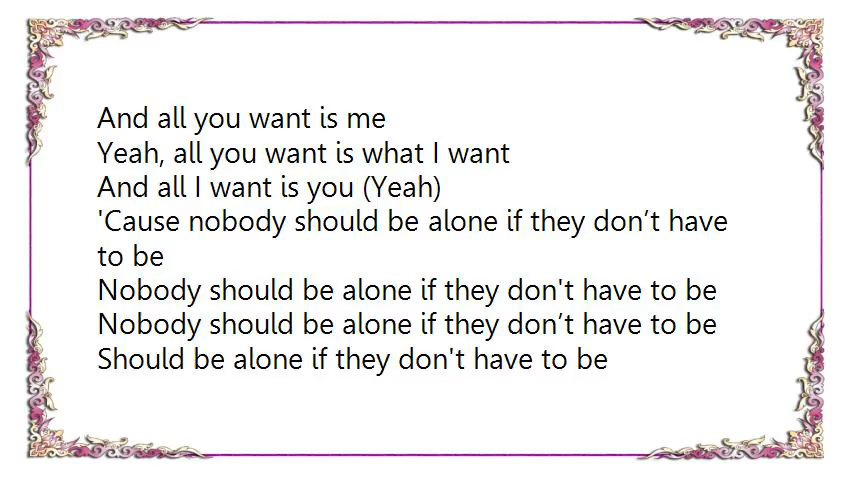 And all you want is me
Yeah, all you want is what I want
And all I want is you (Yeah)
'Cause nobody should be alone if they don’t have
to be
Nobody should be alone if they don't have to be
Nobody should be alone if they don’t have to be
Should be alone if they don't have to be